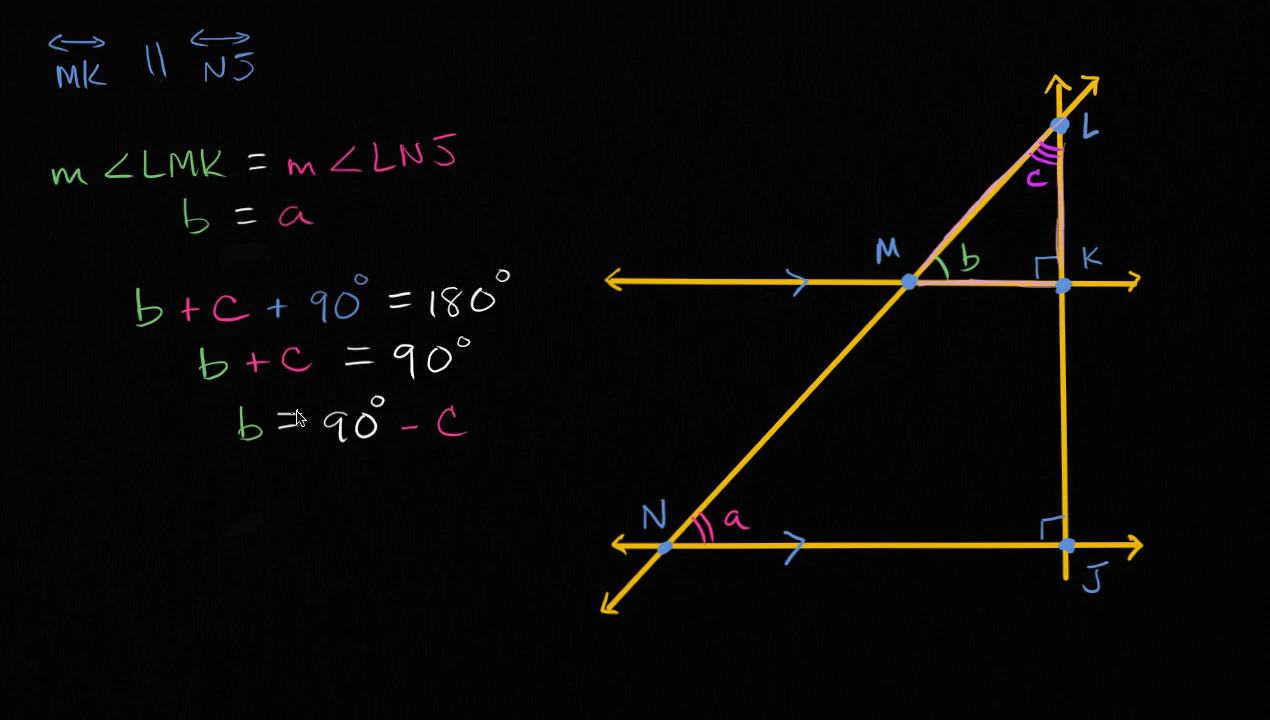 MK || NJ
m ∠LMK = m ∠LNJ
b = a
b + c + 90° = 180°
b + c = 90°
b = 90° - c
L
c
M
b
K
N
a
J